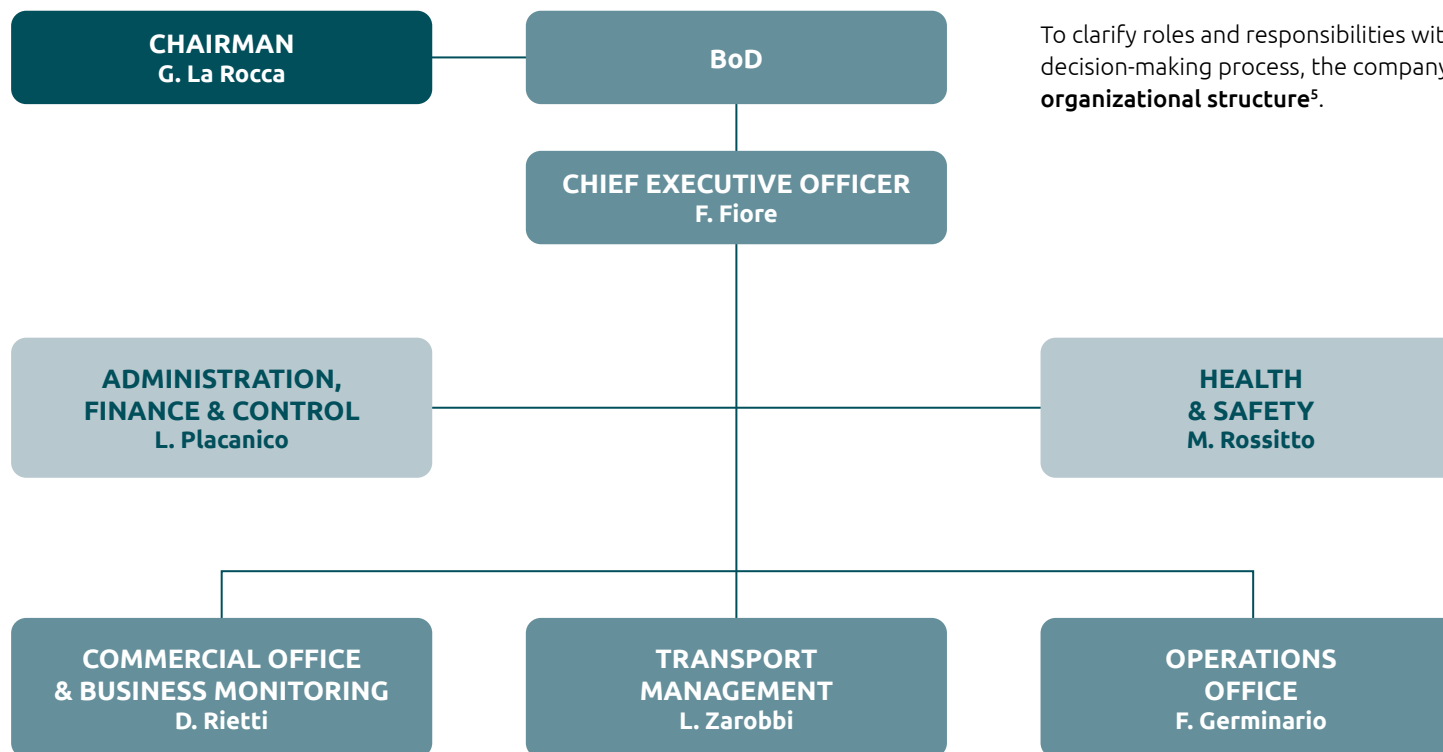 CHAIRMAN
G. La Rocca
BoD
To clarify roles and responsibilities
decision-making process, the company
organizational structure⁵.
CHIEF EXECUTIVE OFFICER
F. Fiore
ADMINISTRATION,
FINANCE & CONTROL
L. Placanico
HEALTH
& SAFETY
M. Rossitto
COMMERCIAL OFFICE
& BUSINESS MONITORING
D. Rietti
TRANSPORT
MANAGEMENT
L. Zarobbi
OPERATIONS
OFFICE
F. Germinario